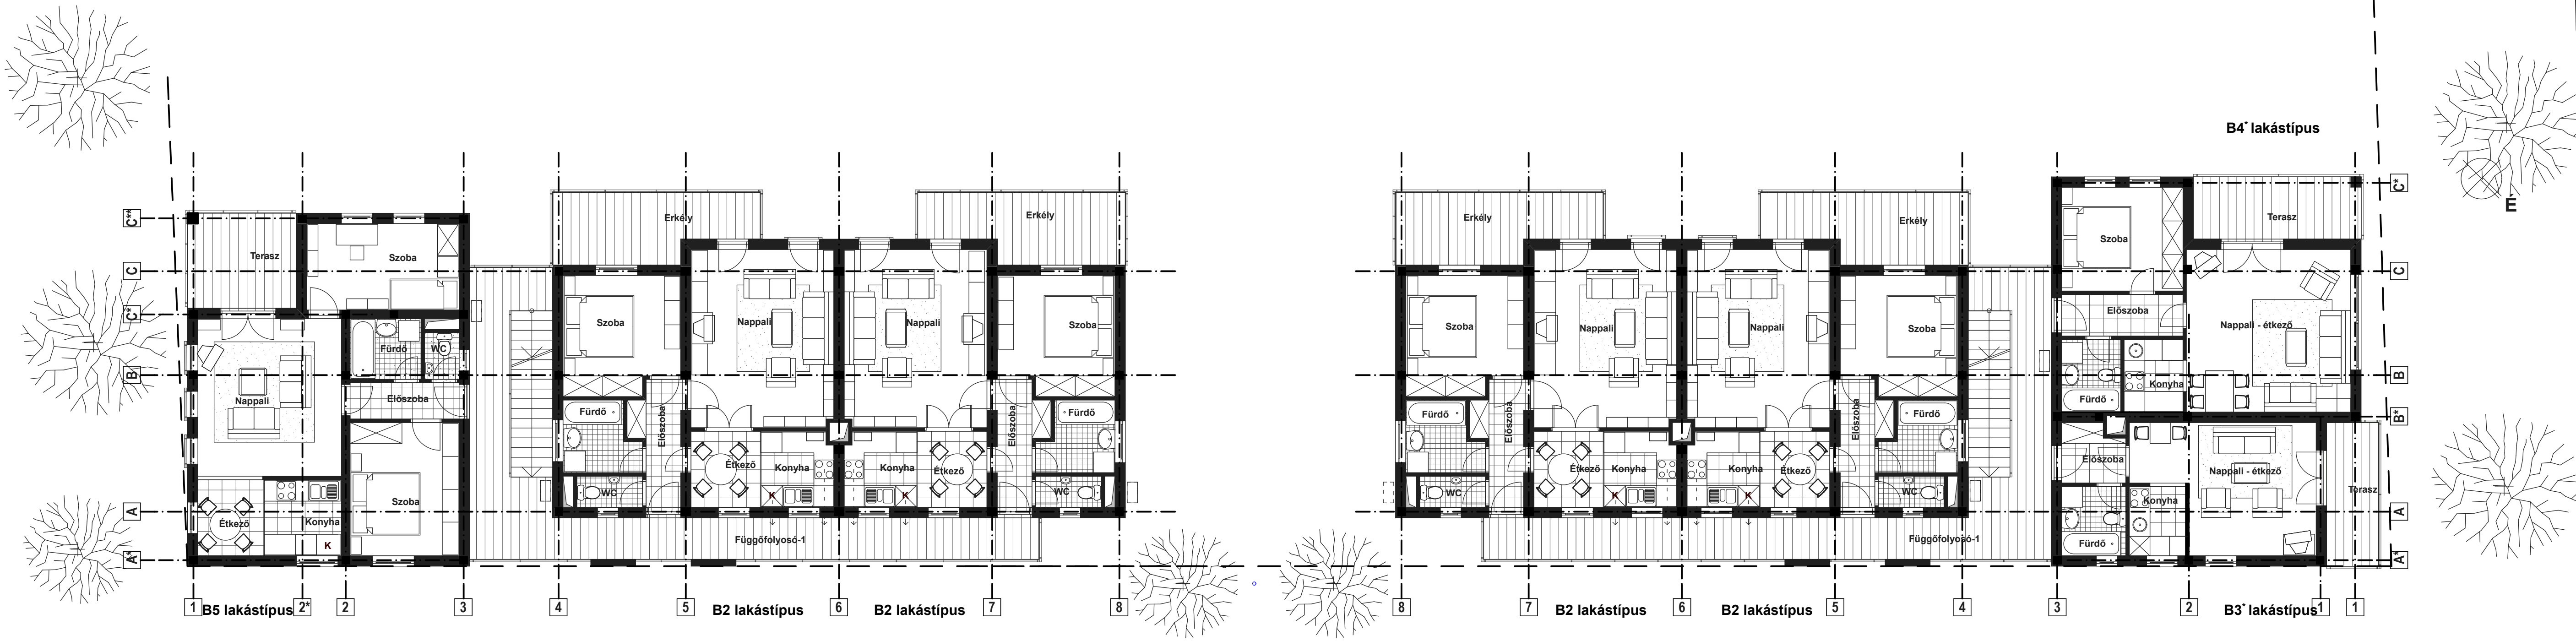 B4* lakástípus
É
C**
C
C*
B
A
A*
C*
C
B
B*
A
A*
Terasz
Szoba
Fürdő
WC
Nappali
Előszoba
Szoba
Étkező
Konyha
K
Erkély
Erkély
Szoba
Nappali
Nappali
Szoba
Fürdő
Előszoba
Előszoba
Fürdő
WC
Étkező
Konyha
K
Konyha
K
Étkező
WC
Függőfolyosó-1
Erkély
Erkély
Szoba
Nappali
Nappali
Szoba
Fürdő
Előszoba
Előszoba
Fürdő
WC
Étkező
Konyha
K
Konyha
K
Étkező
WC
Függőfolyosó-1
Szoba
Terasz
Előszoba
Nappali - étkező
Konyha
Fürdő
Előszoba
Nappali - étkező
Terasz
Konyha
Fürdő
1
B5 lakástípus
2*
2
3
4
5
B2 lakástípus
6
B2 lakástípus
7
8
8
7
B2 lakástípus
6
B2 lakástípus
5
4
3
2
B3* lakástípus
1
1